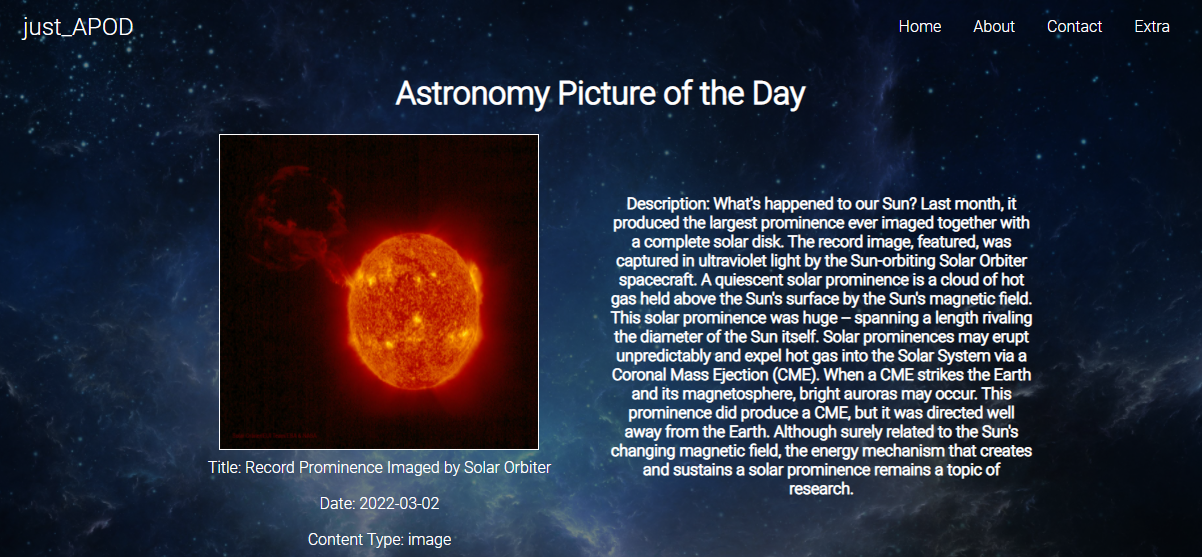 just_APOD
Home
About
Contact
Extra
Astronomy Picture of the Day
Title: Record Prominence Imaged by Solar Orbiter
Date: 2022-03-02
Content Type: image
Description: What's happened to our Sun? Last month, it
produced the largest prominence ever imaged together with
a complete solar disk. The record image, featured, was
captured in ultraviolet light by the Sun-orbiting Solar Orbiter
spacecraft. A quiescent solar prominence is a cloud of hot
gas held above the Sun's surface by the Sun's magnetic field.
This solar prominence was huge -- spanning a length rivaling
the diameter of the Sun itself. Solar prominences may erupt
unpredictably and expel hot gas into the Solar System via a
Coronal Mass Ejection (CME). When a CME strikes the Earth
and its magnetosphere, bright auroras may occur. This
prominence did produce a CME, but it was directed well
away from the Earth. Although surely related to the Sun's
changing magnetic field, the energy mechanism that creates
and sustains a solar prominence remains a topic of
research.